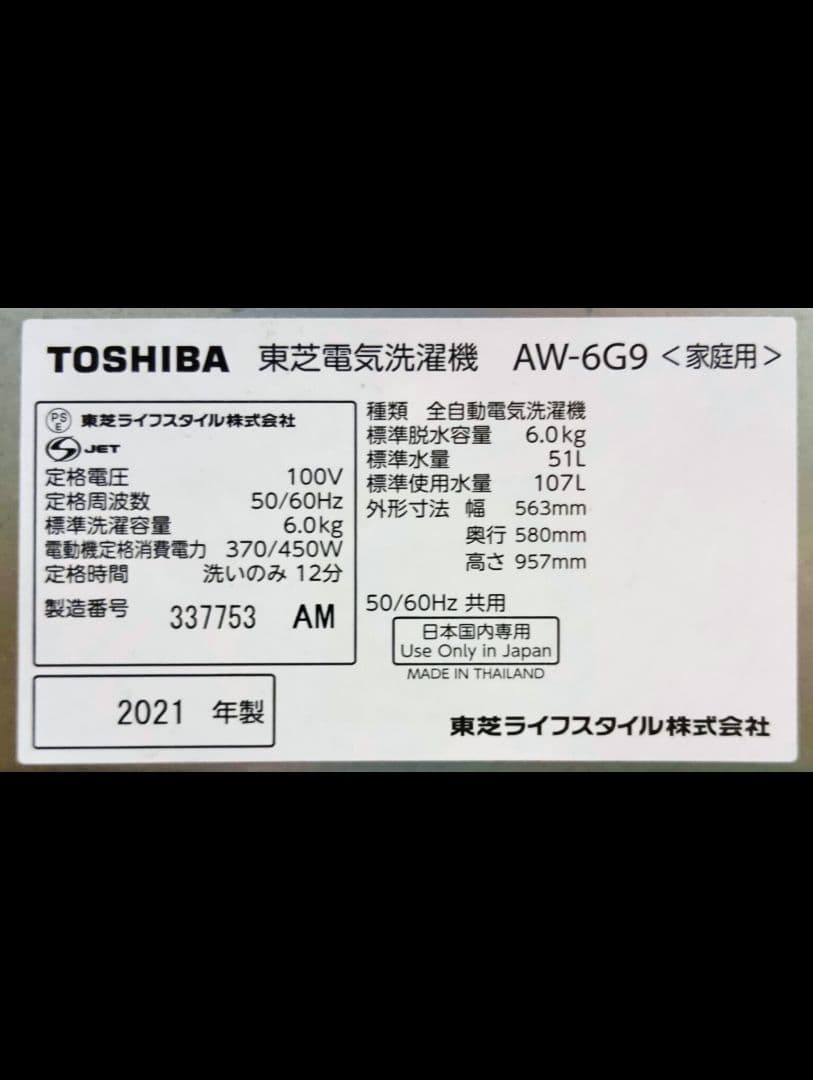 TOSHIBA 東芝電気洗濯機 AW-6G9 <家庭用>
PSE 東芝ライフスタイル株式会社
S JET
定格電圧 100V
定格周波数 50/60Hz
標準洗濯容量 6.0kg
電動機定格消費電力 370/450W
定格時間 洗いのみ 12分
製造番号 337753 AM
2021 年製
種類 全自動電気洗濯機
標準脱水容量 6.0kg
標準水量 51L
標準使用水量 107L
外形寸法 幅 563mm
奥行 580mm
高さ 957mm
50/60Hz 共用
日本国内専用
Use Only in Japan
MADE IN THAILAND
東芝ライフスタイル株式会社